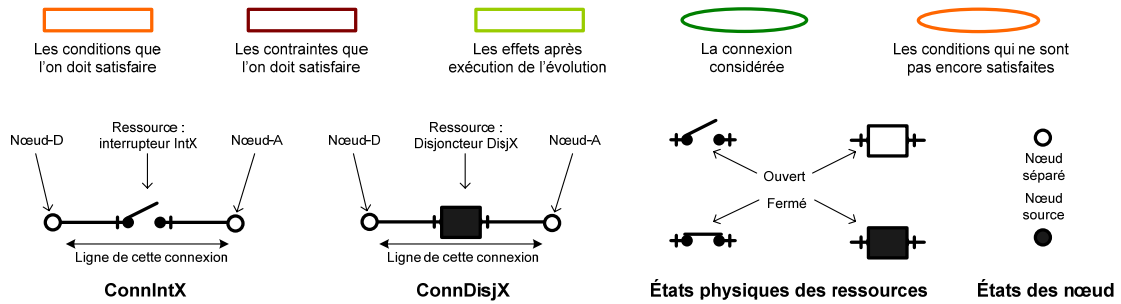 Les conditions que
l'on doit satisfaire
Les contraintes que
l'on doit satisfaire
Les effets après
exécution de l'évolution
La connexion
considérée
Les conditions qui ne sont
pas encore satisfaites
Nœud-D
Ressource :
interrupteur IntX
Nœud-A
Ligne de cette connexion
ConnIntX
Nœud-D
Ressource :
Disjoncteur DisjX
Nœud-A
Ligne de cette connexion
ConnDisjX
Ouvert
Fermé
États physiques des ressources
Nœud
séparé
Nœud
source
États des nœud